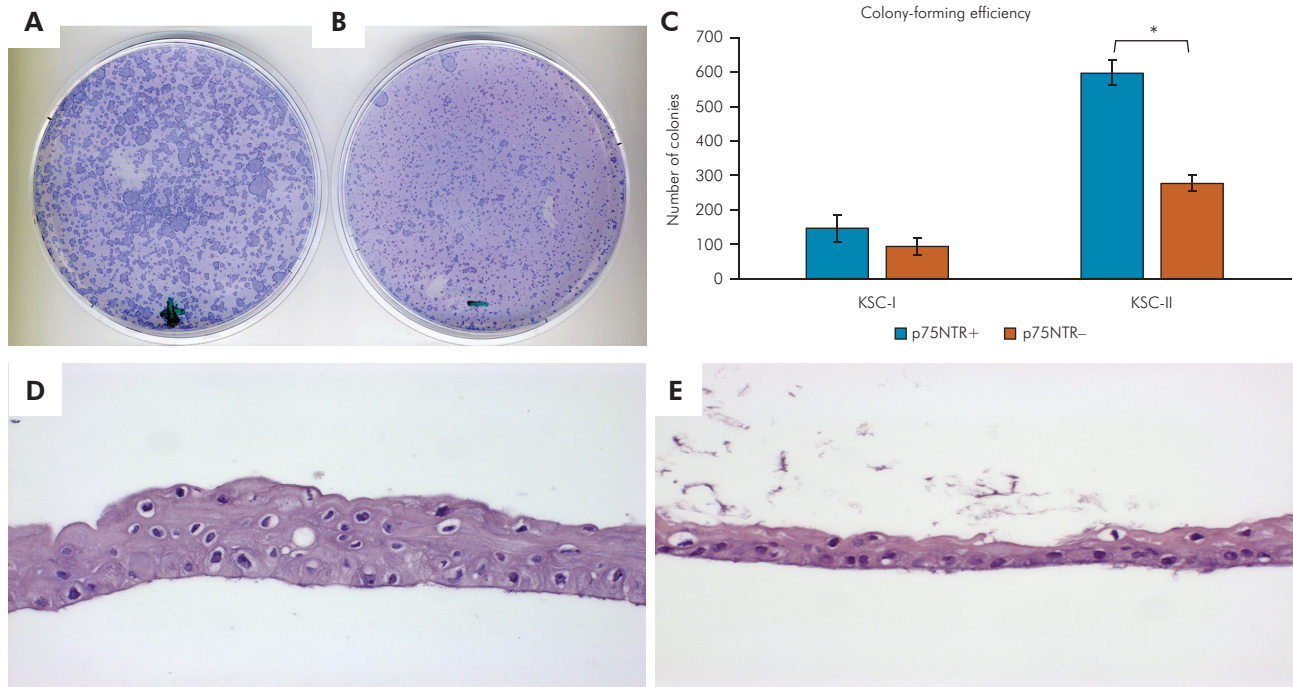 A
B
C
Colony-forming efficiency
Number of colonies
700
600
500
400
300
200
100
0
*
KSC-I
KSC-II
p75NTR+
p75NTR–
D
E